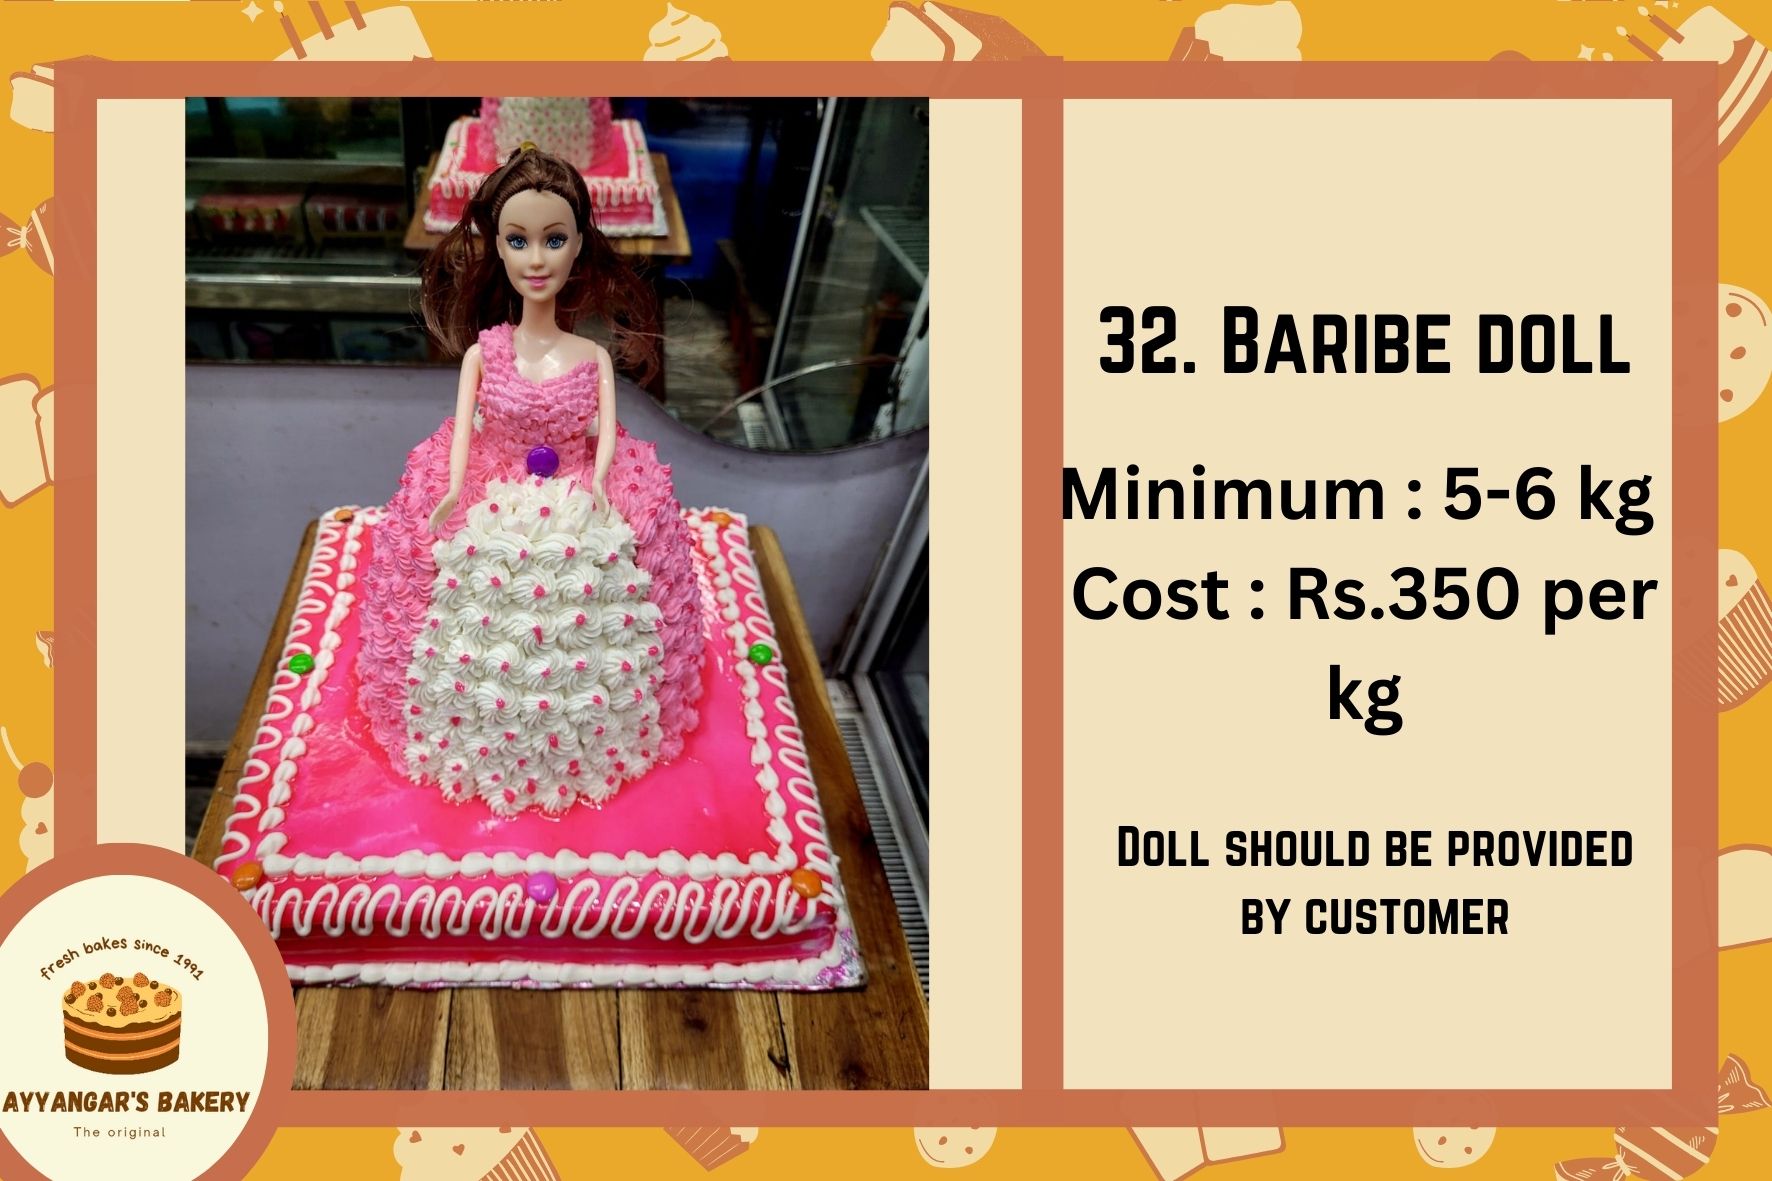 32. Baribe doll
Minimum : 5-6 kg
Cost : Rs.350 per
kg
Doll should be provided
by customer
fresh bakes since 1991
AYYANGAR'S BAKERY
The original